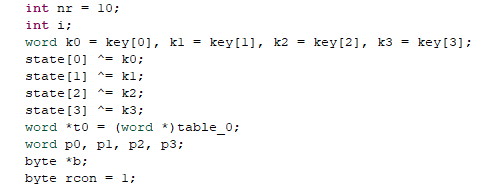 int nr = 10;
int i;
word k0 = key[0], k1 = key[1], k2 = key[2], k3 = key[3];
state[0] ^= k0;
state[1] ^= k1;
state[2] ^= k2;
state[3] ^= k3;
word *t0 = (word *)table_0;
word p0, p1, p2, p3;
byte *b;
byte rcon = 1;